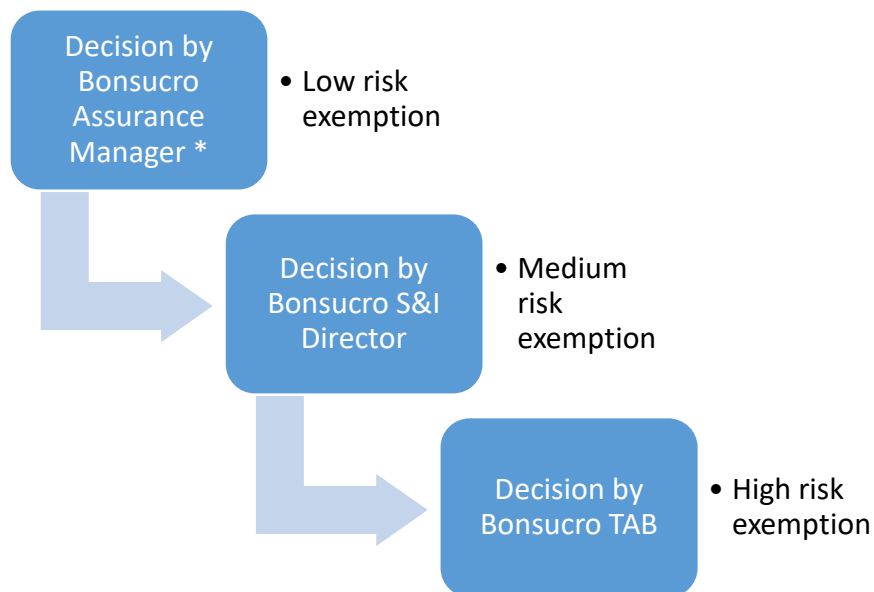 Decision by
Bonsucro
Assurance
Manager *
• Low risk
exemption
Decision by
Bonsucro S&I
Director
• Medium
risk
exemption
Decision by
Bonsucro TAB
• High risk
exemption